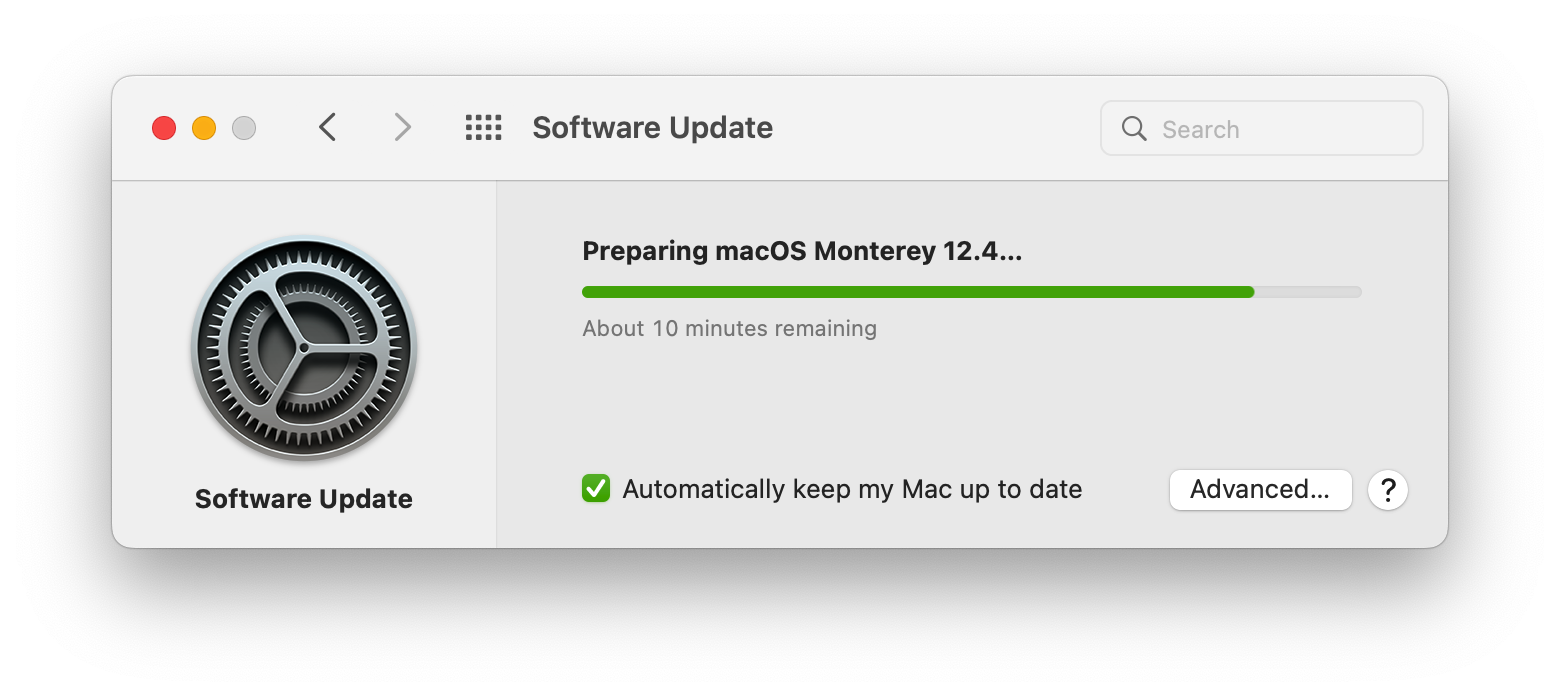 Software Update
Search
Software Update
Preparing macOS Monterey 12.4...
About 10 minutes remaining
Automatically keep my Mac up to date
Advanced...
?